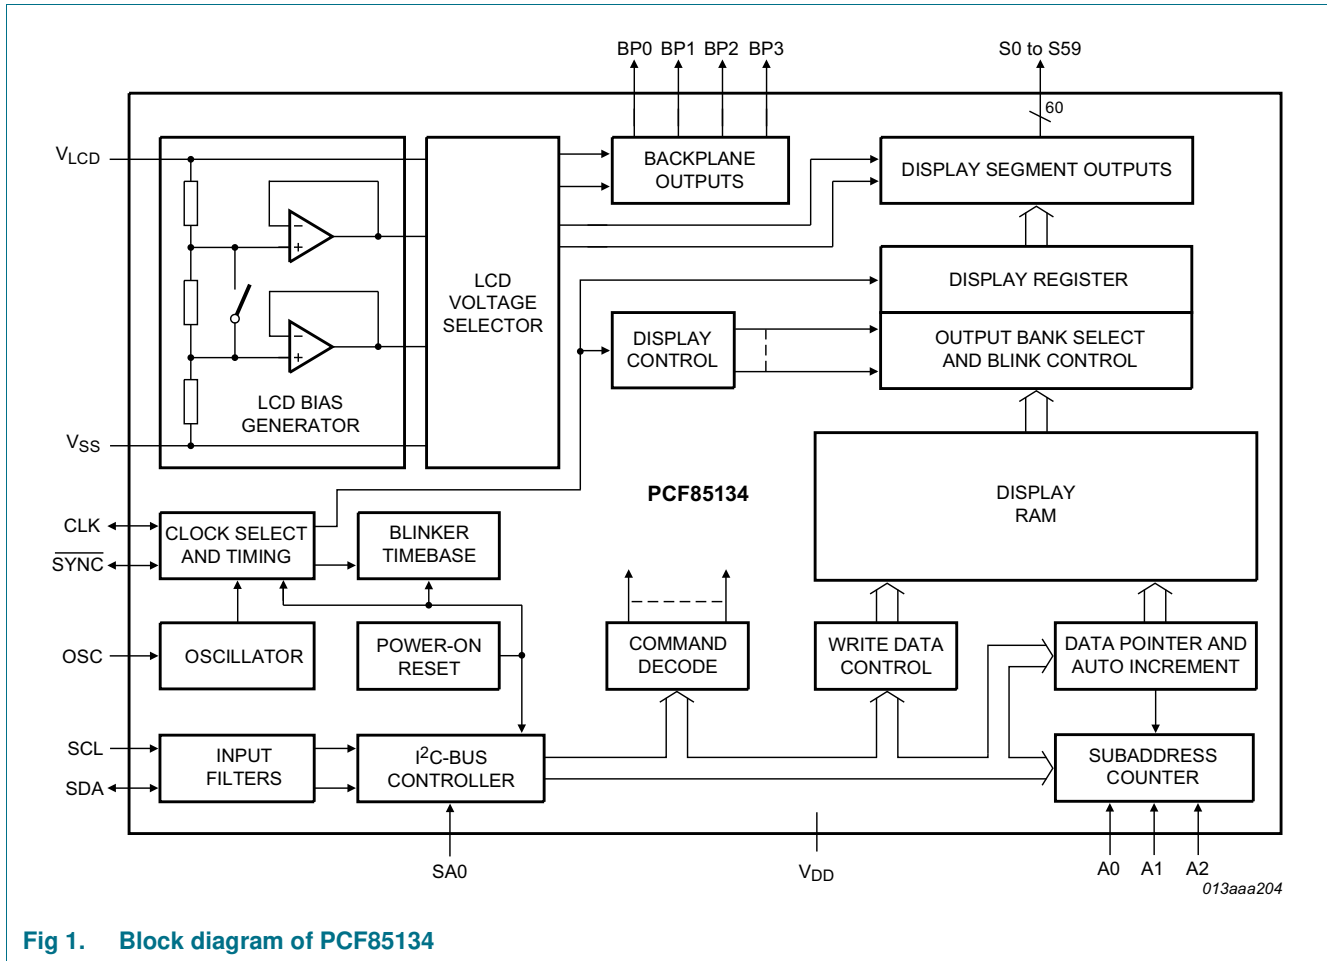 BP0 BP1 BP2 BP3
S0 to S59
60
VLCD
BACKPLANE
OUTPUTS
DISPLAY SEGMENT OUTPUTS
LCD
VOLTAGE
SELECTOR
DISPLAY REGISTER
DISPLAY
CONTROL
OUTPUT BANK SELECT
AND BLINK CONTROL
LCD BIAS
GENERATOR
VSS
PCF85134
DISPLAY
RAM
CLK
SYNC
CLOCK SELECT
AND TIMING
BLINKER
TIMEBASE
OSC
OSCILLATOR
POWER-ON
RESET
COMMAND
DECODE
WRITE DATA
CONTROL
DATA POINTER AND
AUTO INCREMENT
SCL
SDA
INPUT
FILTERS
I2C-BUS
CONTROLLER
SUBADDRESS
COUNTER
SA0
VDD
A0 A1 A2
013aaa204
Fig 1. Block diagram of PCF85134